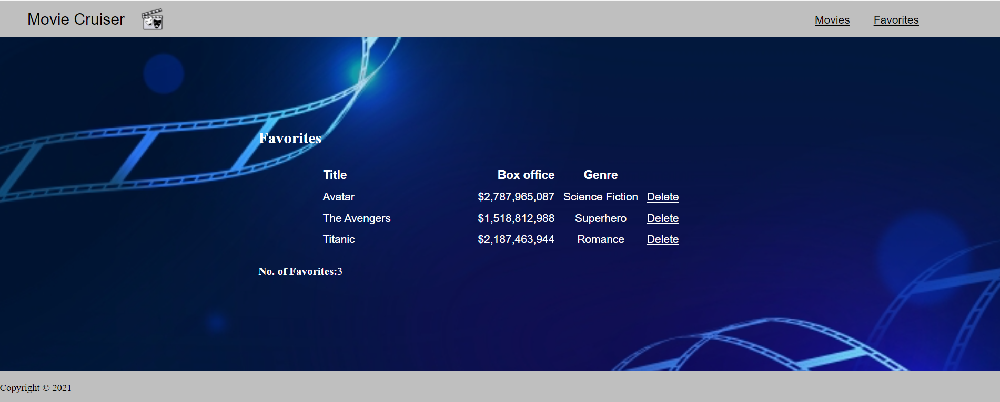 Movie Cruiser Movies Favorites
Favorites
Title Box office Genre
Avatar $2,787,965,087 Science Fiction Delete
The Avengers $1,518,812,988 Superhero Delete
Titanic $2,187,463,944 Romance Delete
No. of Favorites:3
Copyright © 2021